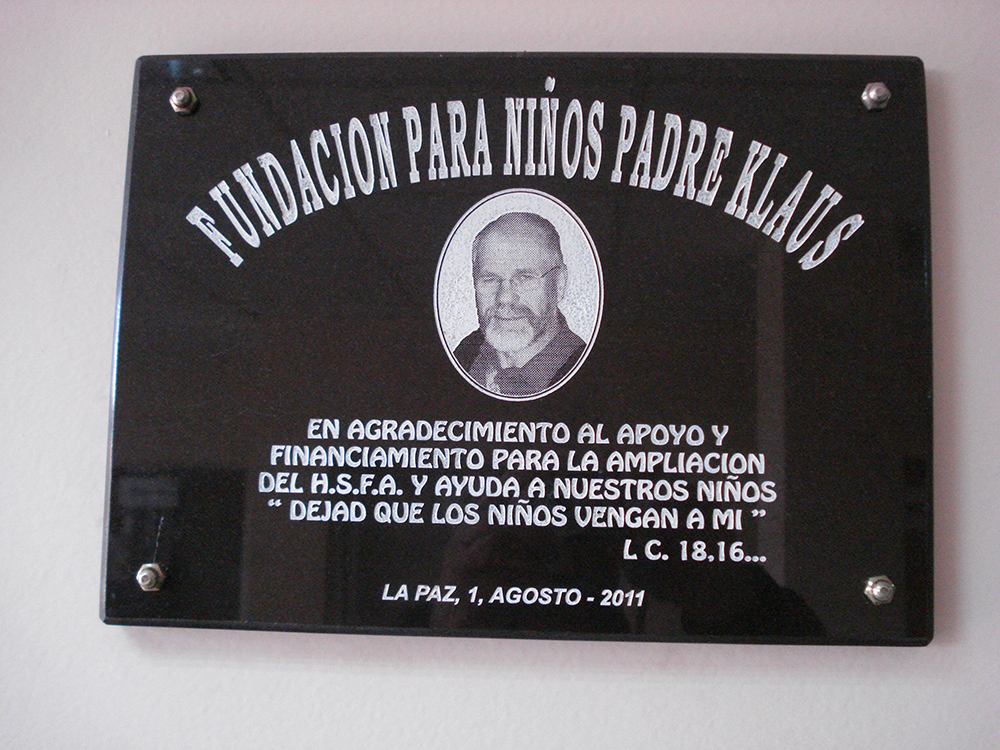 FUNDACION PARA NIÑOS PADRE KLAUS
EN AGRADECIMIENTO AL APOYO Y
FINANCIAMIENTO PARA LA AMPLIACION
DEL H.S.F.A. Y AYUDA A NUESTROS NIÑOS
“ DEJAD QUE LOS NIÑOS VENGAN A MI ”
L C. 18,16...
LA PAZ, 1, AGOSTO - 2011